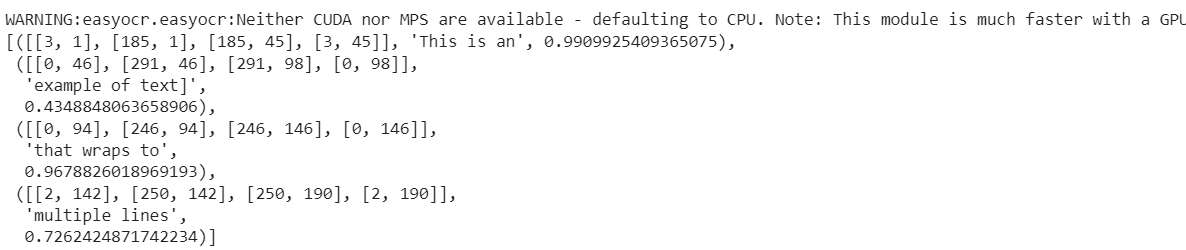 WARNING:easyocr.easyocr:Neither CUDA nor MPS are available - defaulting to CPU. Note: This module is much faster with a GPU
[([[3, 1], [185, 1], [185, 45], [3, 45]], 'This is an', 0.9909925409365075),
 ([[0, 46], [291, 46], [291, 98], [0, 98]],
  'example of text]',
  0.4348848063658906),
 ([[0, 94], [246, 94], [246, 146], [0, 146]],
  'that wraps to',
  0.9678826018969193),
 ([[2, 142], [250, 142], [250, 190], [2, 190]],
  'multiple lines',
  0.7262424871742234)]